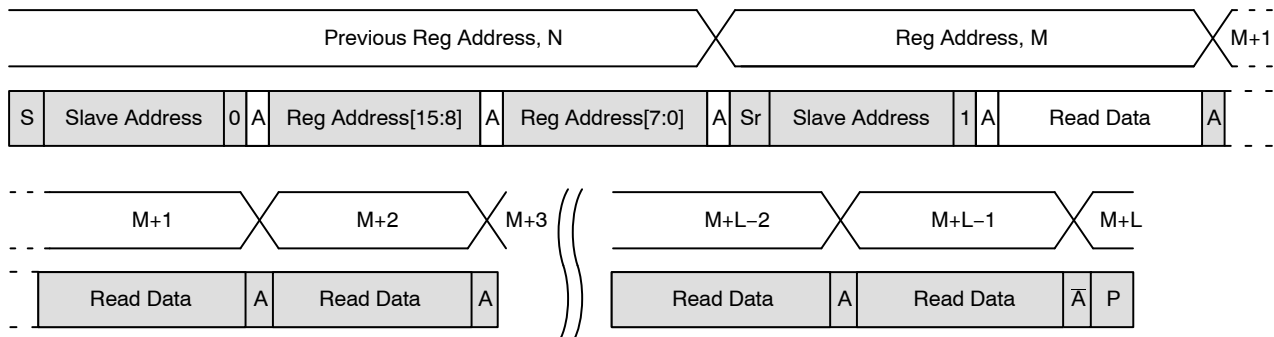 Previous Reg Address, N Reg Address, M M+1
S Slave Address 0 A Reg Address[15:8] A Reg Address[7:0] A Sr Slave Address 1 A Read Data A
M+1 M+2 M+3 M+L−2 M+L−1 M+L
Read Data A Read Data A Read Data A Read Data A̅ P